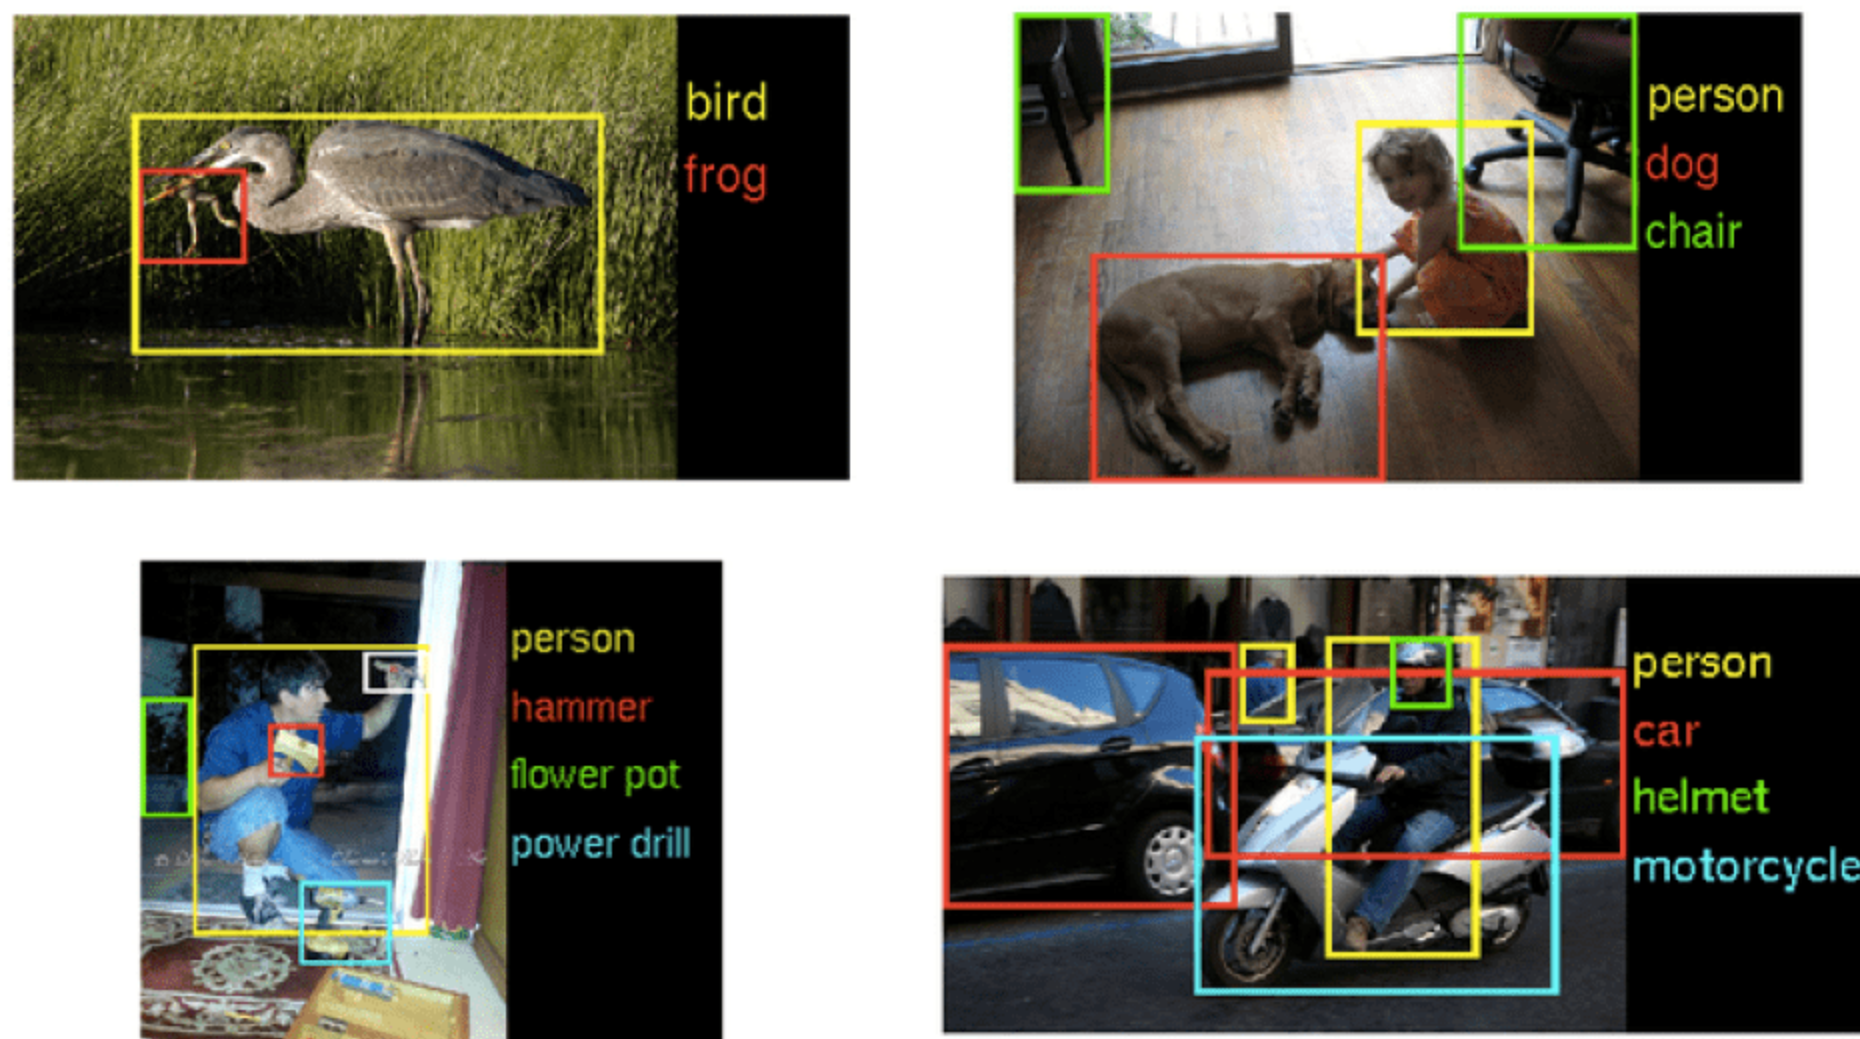 bird
frog
person
dog
chair
person
hammer
flower pot
power drill
person
car
helmet
motorcycle